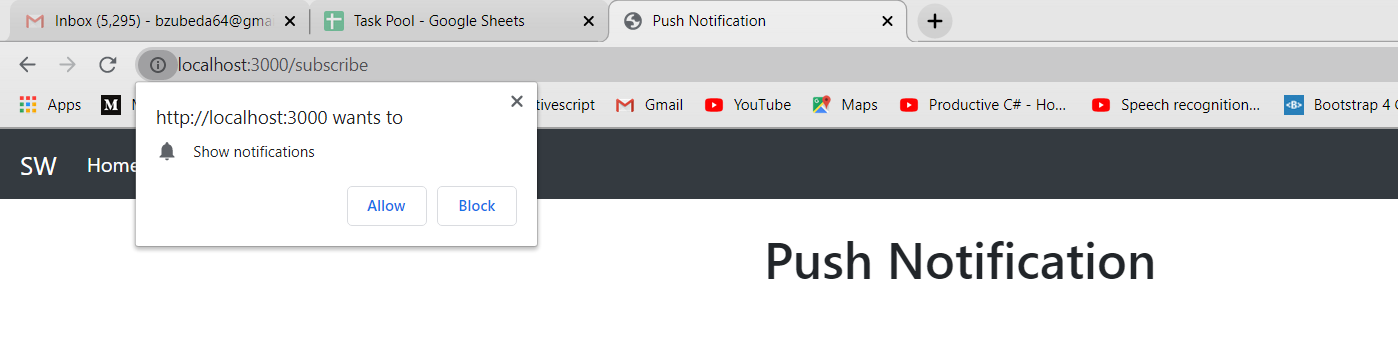 Inbox (5,295) - bzubeda64@gma
Task Pool - Google Sheets
Push Notification
localhost:3000/subscribe
Apps
tivescript
Gmail
YouTube
Maps
Productive C# - Ho...
Speech recognition...
Bootstrap 4
http://localhost:3000 wants to
Show notifications
Allow
Block
SW
Home
Push Notification